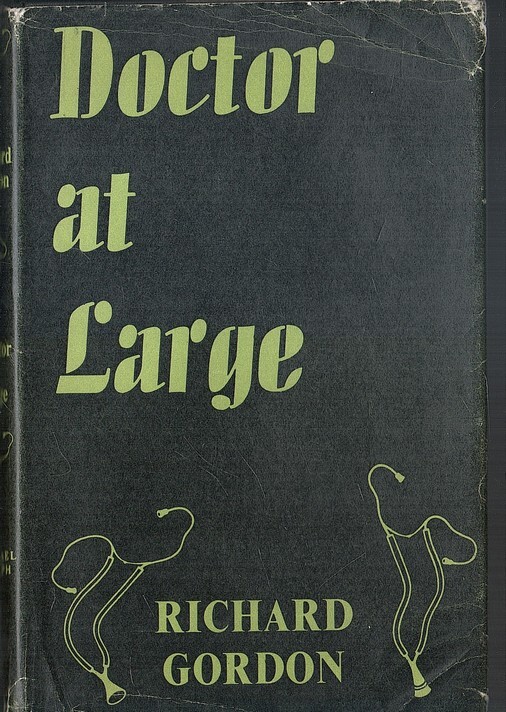 Doctor
at
Large
RICHARD
GORDON